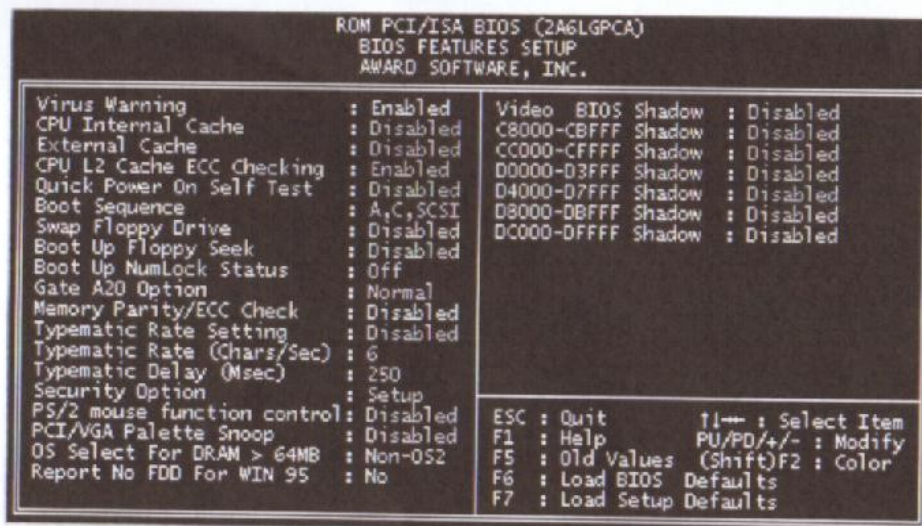 ROM PCI/ISA BIOS (2A6LGPCA)
BIOS FEATURES SETUP
AWARD SOFTWARE, INC.
Virus Warning : Enabled
CPU Internal Cache : Disabled
External Cache : Disabled
CPU L2 Cache ECC Checking : Enabled
Quick Power On Self Test : Disabled
Boot Sequence : A,C,SCSI
Swap Floppy Drive : Disabled
Boot Up Floppy Seek : Disabled
Boot Up NumLock Status : Off
Gate A20 Option : Normal
Memory Parity/ECC Check : Disabled
Typematic Rate Setting : Disabled
Typematic Rate (Chars/Sec) : 6
Typematic Delay (Msec) : 250
Security Option : Setup
PS/2 mouse function control: Disabled
PCI/VGA Palette Snoop : Disabled
OS Select For DRAM > 64MB : Non-OS2
Report No FDD For WIN 95 : No
Video BIOS Shadow : Disabled
C8000-CBFFF Shadow : Disabled
CC000-CFFFF Shadow : Disabled
D0000-D3FFF Shadow : Disabled
D4000-D7FFF Shadow : Disabled
D8000-DBFFF Shadow : Disabled
DC000-DFFFF Shadow : Disabled
ESC : Quit ↑↓→← : Select Item
F1 : Help PU/PD/+/- : Modify
F5 : Old Values (Shift)F2 : Color
F6 : Load BIOS Defaults
F7 : Load Setup Defaults